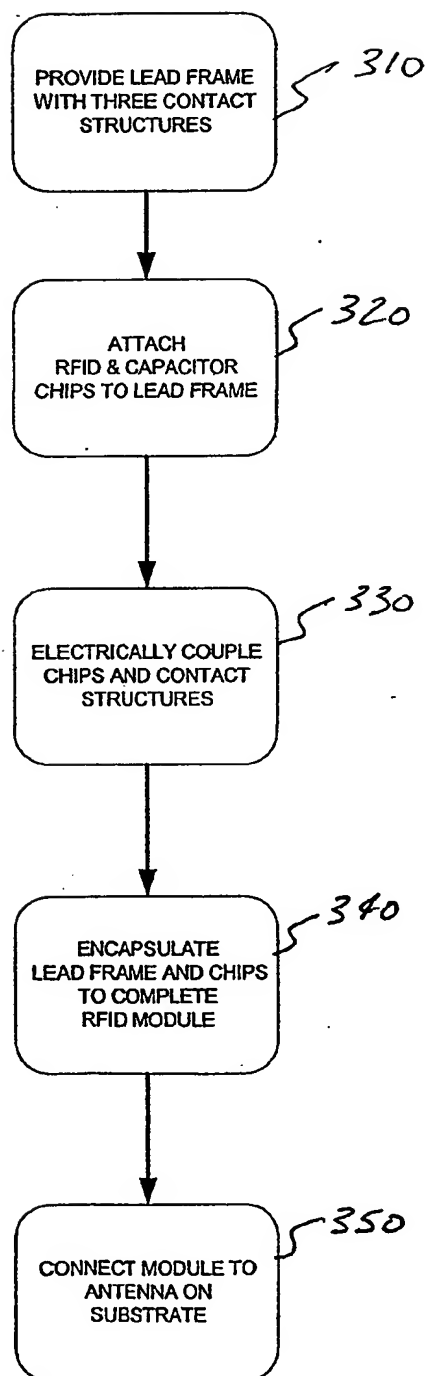 PROVIDE LEAD FRAME
WITH THREE CONTACT
STRUCTURES
310
ATTACH
RFID & CAPACITOR
CHIPS TO LEAD FRAME
320
ELECTRICALLY COUPLE
CHIPS AND CONTACT
STRUCTURES
330
ENCAPSULATE
LEAD FRAME AND CHIPS
TO COMPLETE
RFID MODULE
340
CONNECT MODULE TO
ANTENNA ON
SUBSTRATE
350